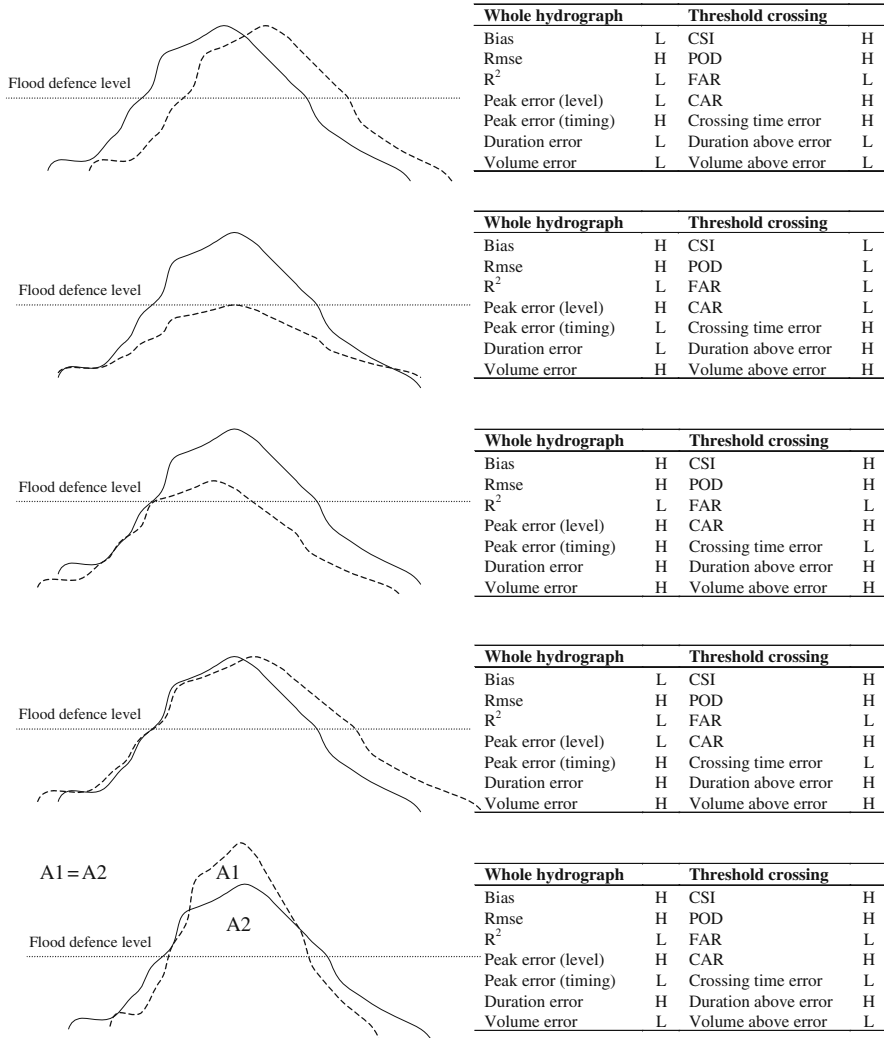 Flood defence level
Whole hydrograph Threshold crossing
Bias L CSI H
Rmse H POD H
R² L FAR L
Peak error (level) L CAR H
Peak error (timing) H Crossing time error H
Duration error L Duration above error L
Volume error L Volume above error L
Flood defence level
Whole hydrograph Threshold crossing
Bias H CSI L
Rmse H POD L
R² L FAR L
Peak error (level) H CAR L
Peak error (timing) L Crossing time error H
Duration error L Duration above error H
Volume error H Volume above error H
Flood defence level
Whole hydrograph Threshold crossing
Bias H CSI H
Rmse H POD H
R² L FAR L
Peak error (level) H CAR H
Peak error (timing) H Crossing time error L
Duration error H Duration above error H
Volume error H Volume above error H
Flood defence level
Whole hydrograph Threshold crossing
Bias L CSI H
Rmse H POD H
R² L FAR L
Peak error (level) L CAR H
Peak error (timing) H Crossing time error L
Duration error H Duration above error H
Volume error H Volume above error H
A1 = A2
A1
A2
Flood defence level
Whole hydrograph Threshold crossing
Bias H CSI H
Rmse H POD H
R² L FAR L
Peak error (level) H CAR H
Peak error (timing) L Crossing time error L
Duration error H Duration above error H
Volume error L Volume above error L